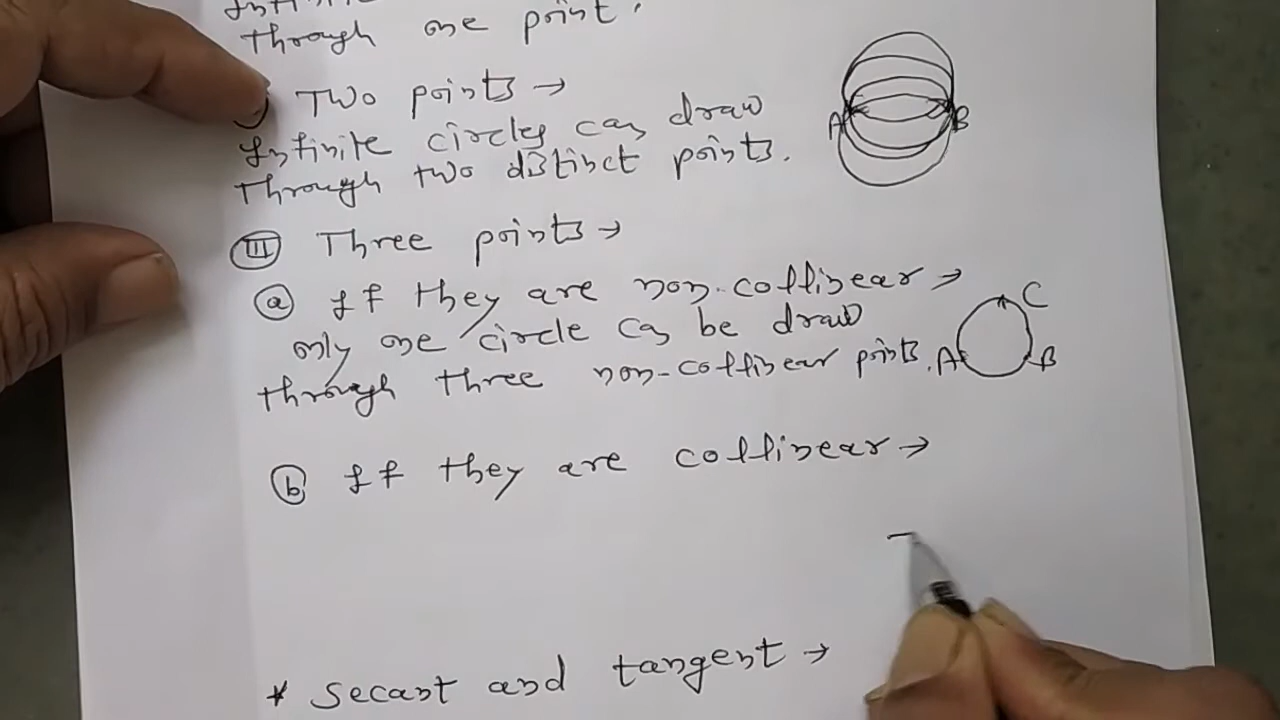 Infinite
through one point.
Two points →
Infinite circles can draw
through two distinct points.
A B
III Three points →
a If they are non-collinear →
only one circle can be draw
through three non-collinear points.
C
A B
b If they are collinear →
* Secant and tangent →